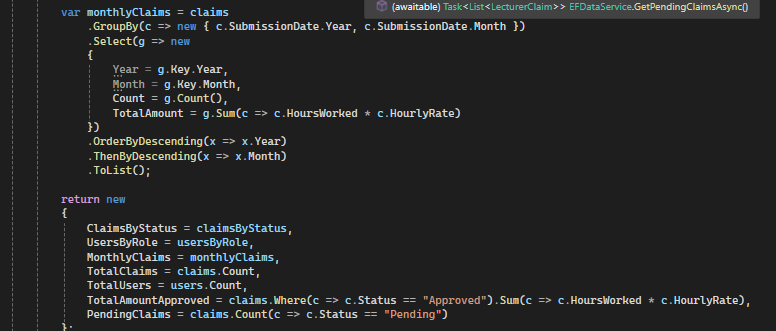 var monthlyClaims = claims
(awaitable) Task<List<LecturerClaim>> EFDataService.GetPendingClaimsAsync()
.GroupBy(c => new { c.SubmissionDate.Year, c.SubmissionDate.Month })
.Select(g => new
{
Year = g.Key.Year,
Month = g.Key.Month,
Count = g.Count(),
TotalAmount = g.Sum(c => c.HoursWorked * c.HourlyRate)
})
.OrderByDescending(x => x.Year)
.ThenByDescending(x => x.Month)
.ToList();
return new
{
ClaimsByStatus = claimsByStatus,
UsersByRole = usersByRole,
MonthlyClaims = monthlyClaims,
TotalClaims = claims.Count,
TotalUsers = users.Count,
TotalAmountApproved = claims.Where(c => c.Status == "Approved").Sum(c => c.HoursWorked * c.HourlyRate),
PendingClaims = claims.Count(c => c.Status == "Pending")
};